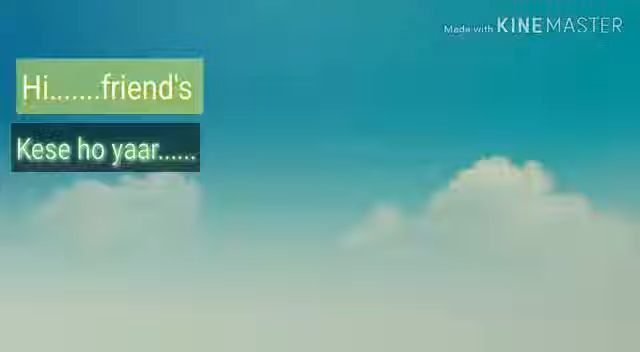 Made with KINEMASTER
Hi.......friend's
Kese ho yaar......